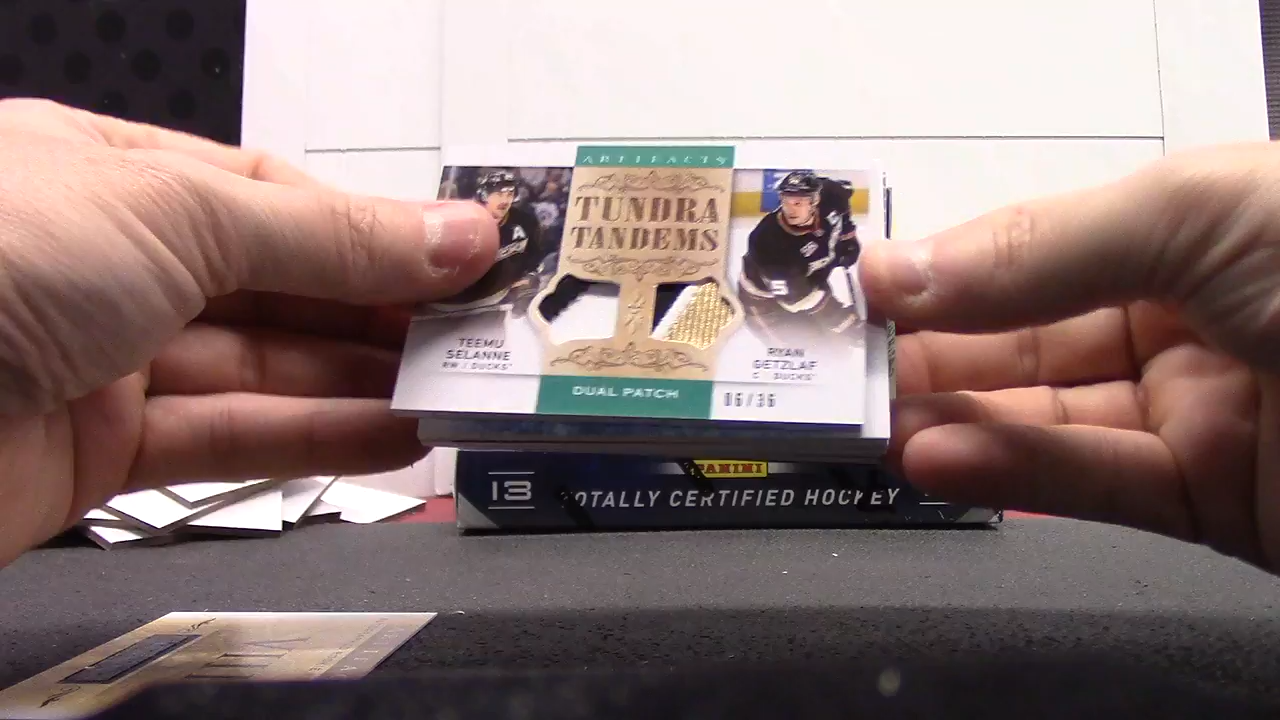 ARTIFACTS
TUNDRA
TANDEMS
TEEMU
SELANNE
RW / DUCKS
RYAN
GETZLAF
C DUCKS
DUAL PATCH
06/36
PANINI
13
TOTALLY CERTIFIED HOCKEY